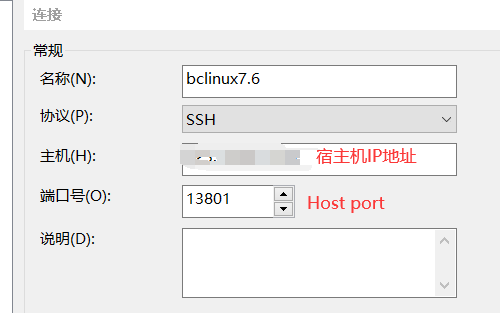 连接
常规
名称(N): bclinux7.6
协议(P): SSH
主机(H): 宿主机IP地址
端口号(O): 13801 Host port
说明(D):